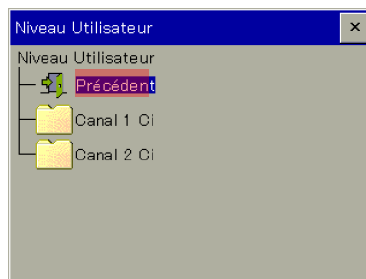 Niveau Utilisateur
Niveau Utilisateur
Précédent
Canal 1 Ci
Canal 2 Ci